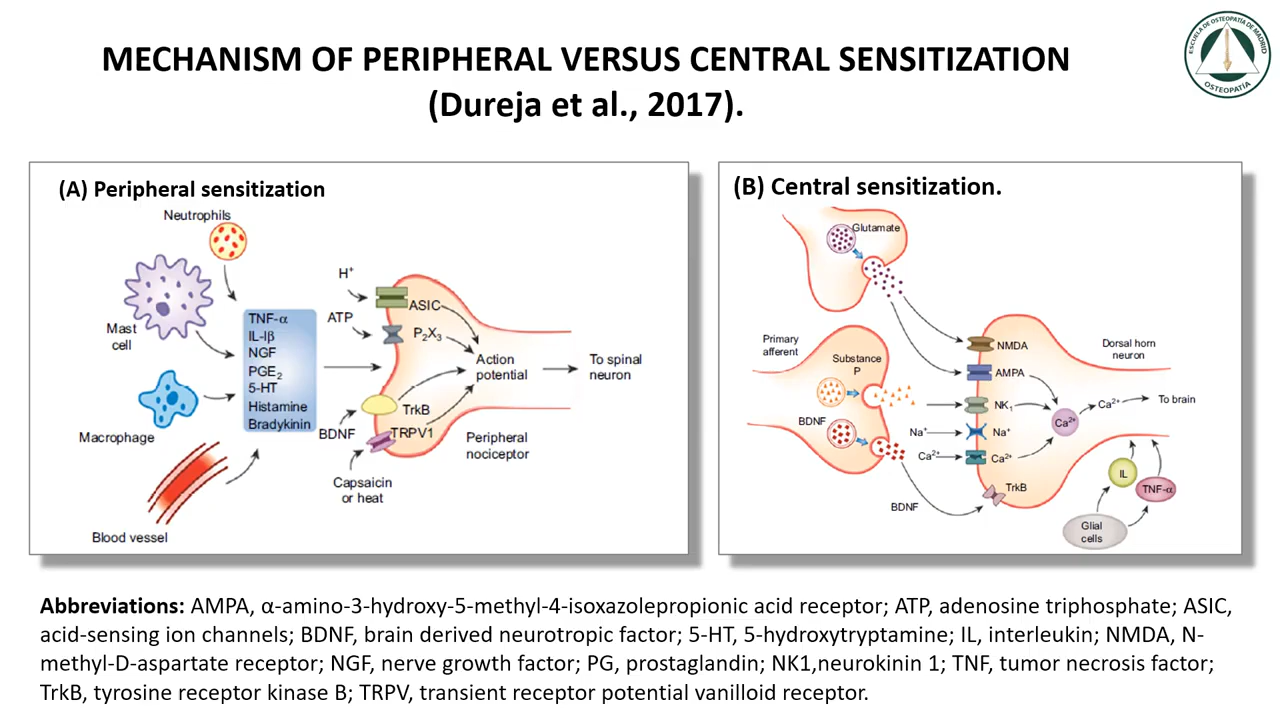 MECHANISM OF PERIPHERAL VERSUS CENTRAL SENSITIZATION
(Dureja et al., 2017).
ESCUELA DE OSTEOPATÍA DE MADRID
OSTEOPATÍA
(A) Peripheral sensitization
Neutrophils
Mast
cell
Macrophage
Blood vessel
TNF-α
IL-Iβ
NGF
PGE2
5-HT
Histamine
Bradykinin
H+
ATP
BDNF
Capsaicin
or heat
ASIC
P2X3
TrkB
TRPV1
Action
potential
Peripheral
nociceptor
To spinal
neuron
(B) Central sensitization.
Glutamate
Primary
afferent
Substance
P
BDNF
Na+
Ca2+
BDNF
NMDA
AMPA
NK1
Na+
Ca2+
TrkB
Ca2+
Ca2+
To brain
Dorsal horn
neuron
IL
TNF-α
Glial
cells
Abbreviations: AMPA, α-amino-3-hydroxy-5-methyl-4-isoxazolepropionic acid receptor; ATP, adenosine triphosphate; ASIC,
acid-sensing ion channels; BDNF, brain derived neurotropic factor; 5-HT, 5-hydroxytryptamine; IL, interleukin; NMDA, N-
methyl-D-aspartate receptor; NGF, nerve growth factor; PG, prostaglandin; NK1,neurokinin 1; TNF, tumor necrosis factor;
TrkB, tyrosine receptor kinase B; TRPV, transient receptor potential vanilloid receptor.